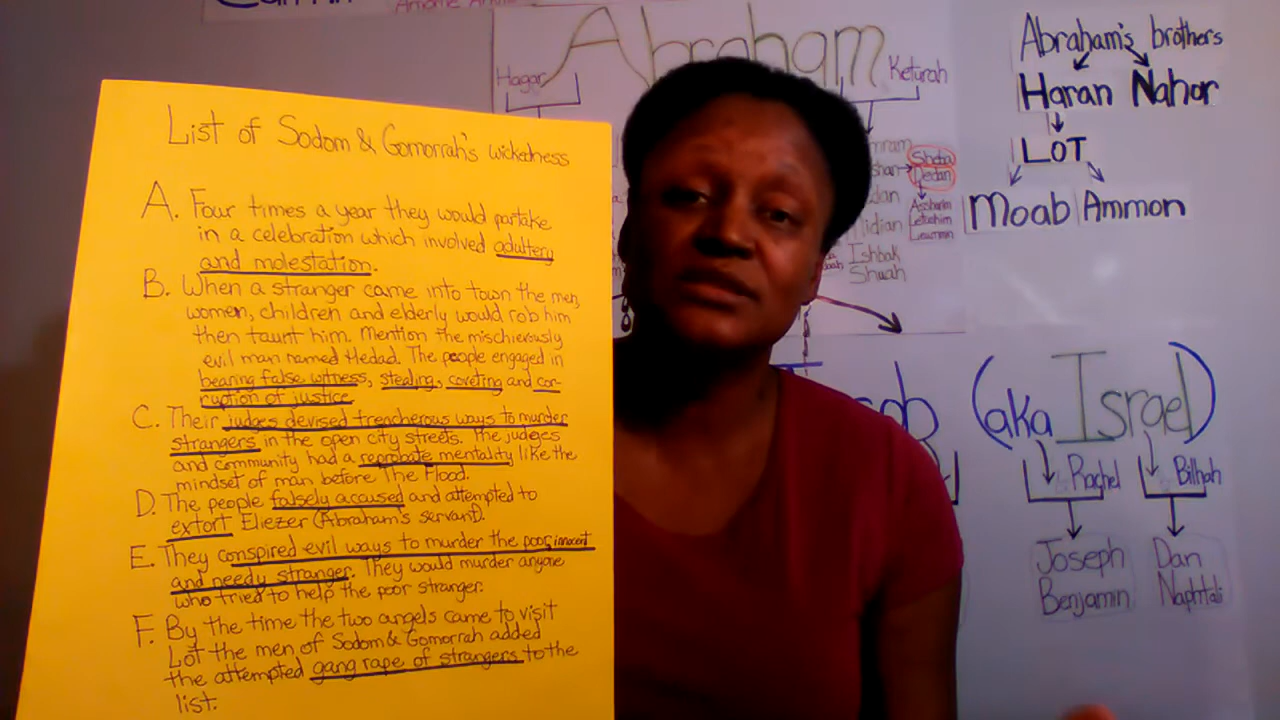 List of Sodom & Gomorrah's wickedness
A. Four times a year they would partake
in a celebration which involved adultery
and molestation.
B. When a stranger came into town the men,
women, children and elderly would rob him
then taunt him. Mention the mischievously
evil man named Hedad. The people engaged in
bearing false witness, stealing, coveting and cor-
ruption of justice
C. Their judges devised treacherous ways to murder
strangers in the open city streets. The judges
and community had a reprobate mentality like the
mindset of man before The Flood.
D. The people falsely accused and attempted to
extort Eliezer (Abraham's servant).
E. They conspired evil ways to murder the poor, innocent
and needy stranger. They would murder anyone
who tried to help the poor stranger.
F. By the time the two angels came to visit
Lot the men of Sodom & Gomorrah added
the attempted gang rape of strangers to the
list.
Abraham
Hagar
Keturah
Sheba
Dedan
Asshurim
Letushim
Leummim
Ishbak
Shuah
Abraham's brothers
Haran Nahor
LOT
Moab Ammon
(aka Israel)
Rachel
Bilhah
Joseph
Benjamin
Dan
Naphtali